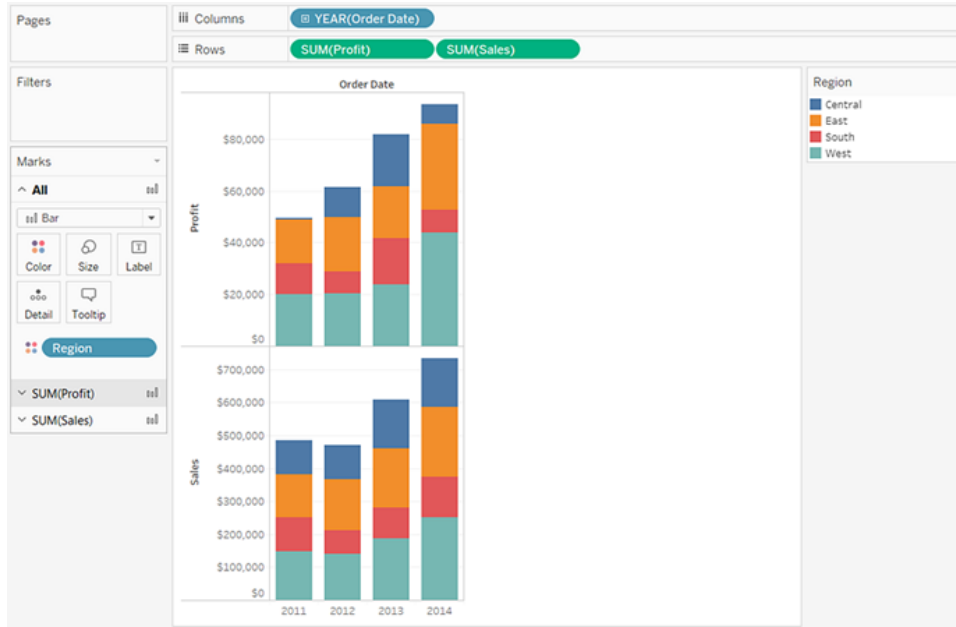 Pages
Columns
YEAR(Order Date)
Rows
SUM(Profit)
SUM(Sales)
Filters
Marks
All
Bar
Color
Size
Label
Detail
Tooltip
Region
SUM(Profit)
SUM(Sales)
Order Date
Profit
$80,000
$60,000
$40,000
$20,000
$0
Sales
$700,000
$600,000
$500,000
$400,000
$300,000
$200,000
$100,000
$0
2011 2012 2013 2014
Region
Central
East
South
West